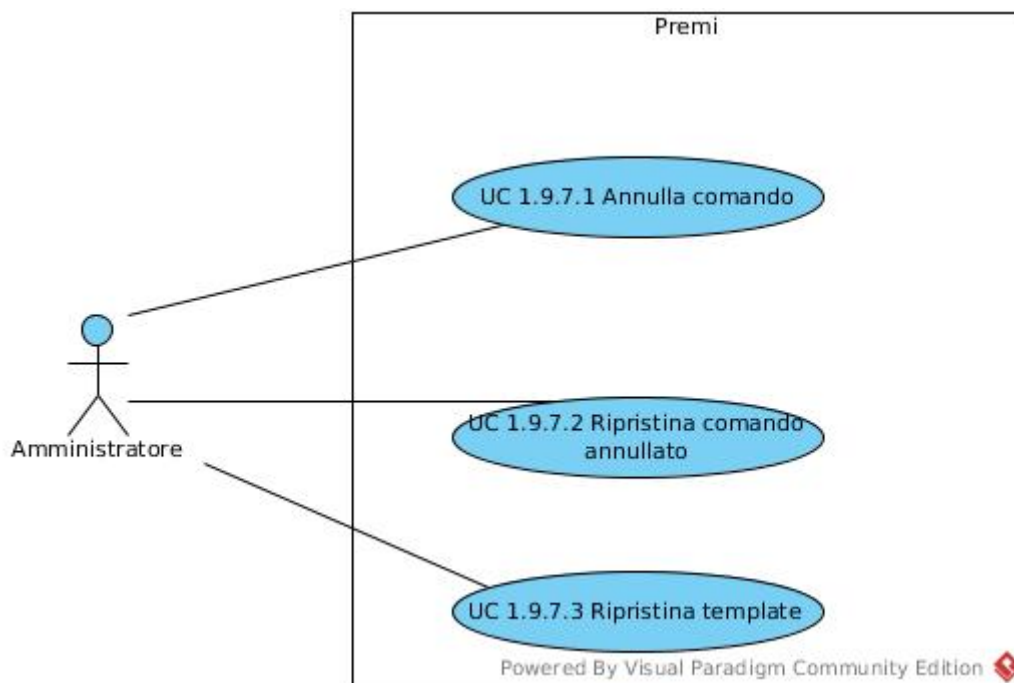 Premi
UC 1.9.7.1 Annulla comando
UC 1.9.7.2 Ripristina comando
annullato
Amministratore
UC 1.9.7.3 Ripristina template
Powered By Visual Paradigm Community Edition